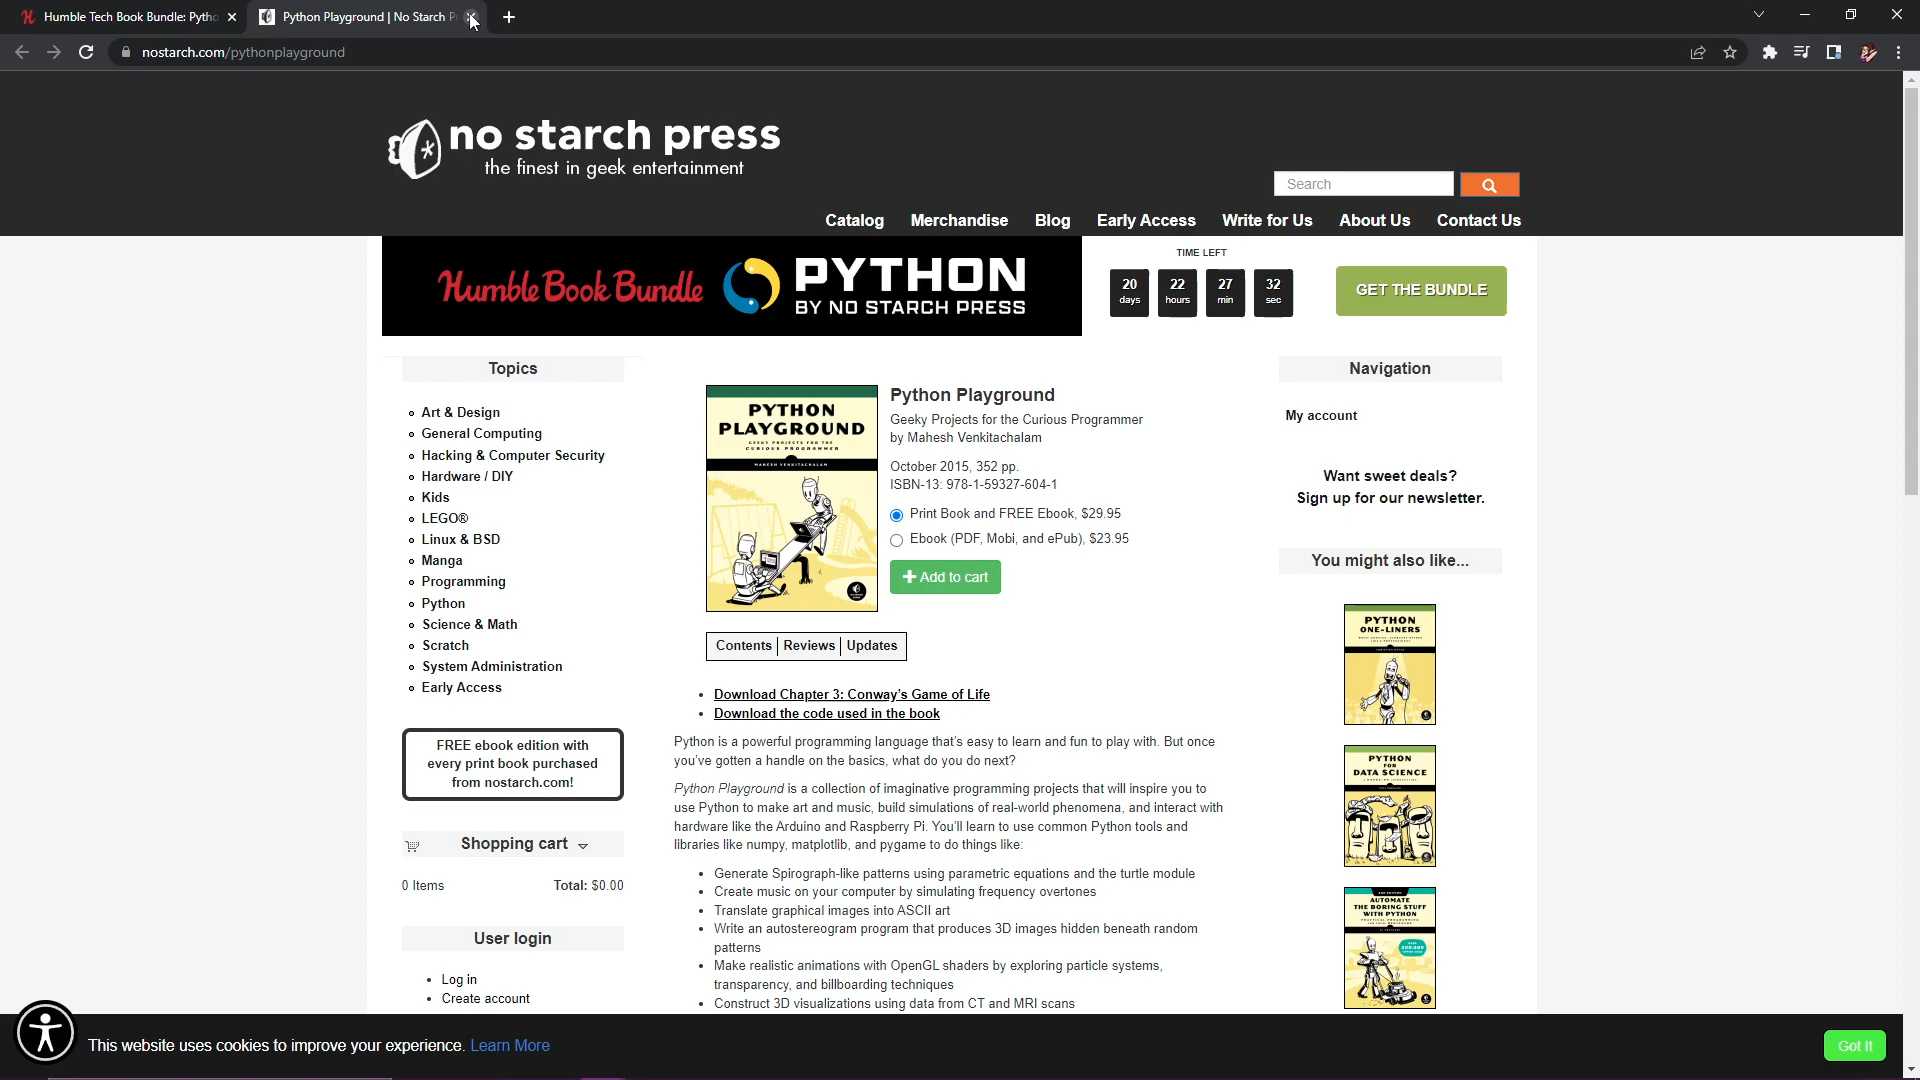 Humble Tech Book Bundle: Pytho
Python Playground | No Starch Pr
nostarch.com/pythonplayground
no starch press
the finest in geek entertainment
Search
Catalog Merchandise Blog Early Access Write for Us About Us Contact Us
Humble Book Bundle PYTHON
BY NO STARCH PRESS
TIME LEFT
20 22 27 32
days hours min sec
GET THE BUNDLE
Topics
Art & Design
General Computing
Hacking & Computer Security
Hardware / DIY
Kids
LEGO®
Linux & BSD
Manga
Programming
Python
Science & Math
Scratch
System Administration
Early Access
FREE ebook edition with
every print book purchased
from nostarch.com!
Shopping cart
0 Items Total: $0.00
User login
Log in
Create account
PYTHON
PLAYGROUND
GEEKY PROJECTS FOR THE
CURIOUS PROGRAMMER
MAHESH VENKITACHALAM
Python Playground
Geeky Projects for the Curious Programmer
by Mahesh Venkitachalam
October 2015, 352 pp.
ISBN-13: 978-1-59327-604-1
Print Book and FREE Ebook, $29.95
Ebook (PDF, Mobi, and ePub), $23.95
Add to cart
Contents Reviews Updates
Download Chapter 3: Conway's Game of Life
Download the code used in the book
Python is a powerful programming language that's easy to learn and fun to play with. But once
you've gotten a handle on the basics, what do you do next?
Python Playground is a collection of imaginative programming projects that will inspire you to
use Python to make art and music, build simulations of real-world phenomena, and interact with
hardware like the Arduino and Raspberry Pi. You'll learn to use common Python tools and
libraries like numpy, matplotlib, and pygame to do things like:
Generate Spirograph-like patterns using parametric equations and the turtle module
Create music on your computer by simulating frequency overtones
Translate graphical images into ASCII art
Write an autostereogram program that produces 3D images hidden beneath random
patterns
Make realistic animations with OpenGL shaders by exploring particle systems,
transparency, and billboarding techniques
Construct 3D visualizations using data from CT and MRI scans
Navigation
My account
Want sweet deals?
Sign up for our newsletter.
You might also like...
PYTHON
ONE-LINERS
PYTHON
FOR
DATA SCIENCE
AUTOMATE
THE BORING STUFF
WITH PYTHON
This website uses cookies to improve your experience. Learn More
Got It